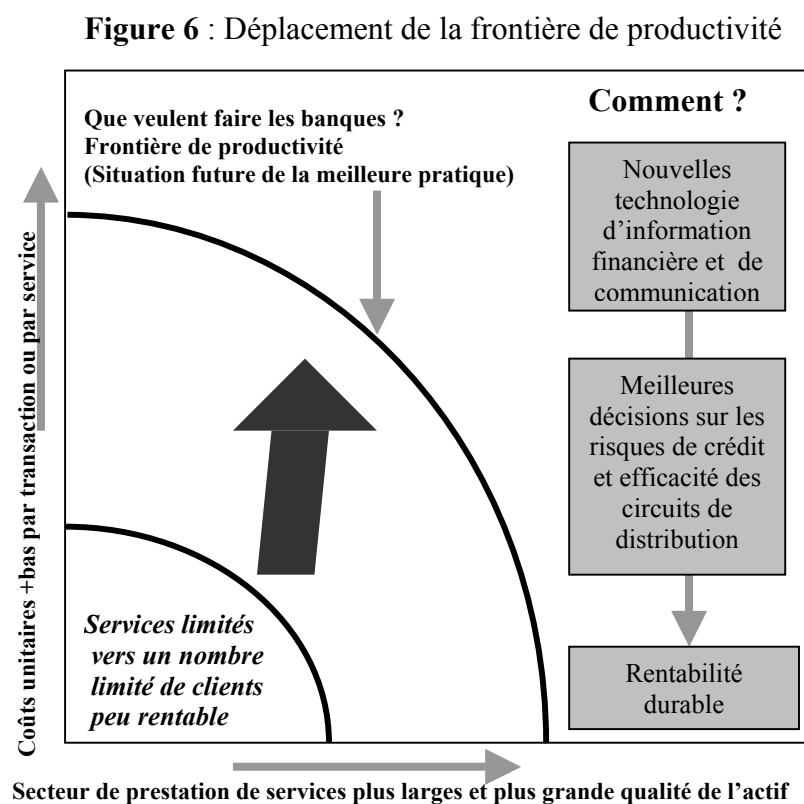 Figure 6 : Déplacement de la frontière de productivité
Que veulent faire les banques ?
Frontière de productivité
(Situation future de la meilleure pratique)
Comment ?
Nouvelles
technologie
d’information
financière et de
communication
Meilleures
décisions sur les
risques de crédit
et efficacité des
circuits de
distribution
Rentabilité
durable
Coûts unitaires +bas par transaction ou par service
Services limités
vers un nombre
limité de clients
peu rentable
Secteur de prestation de services plus larges et plus grande qualité de l’actif